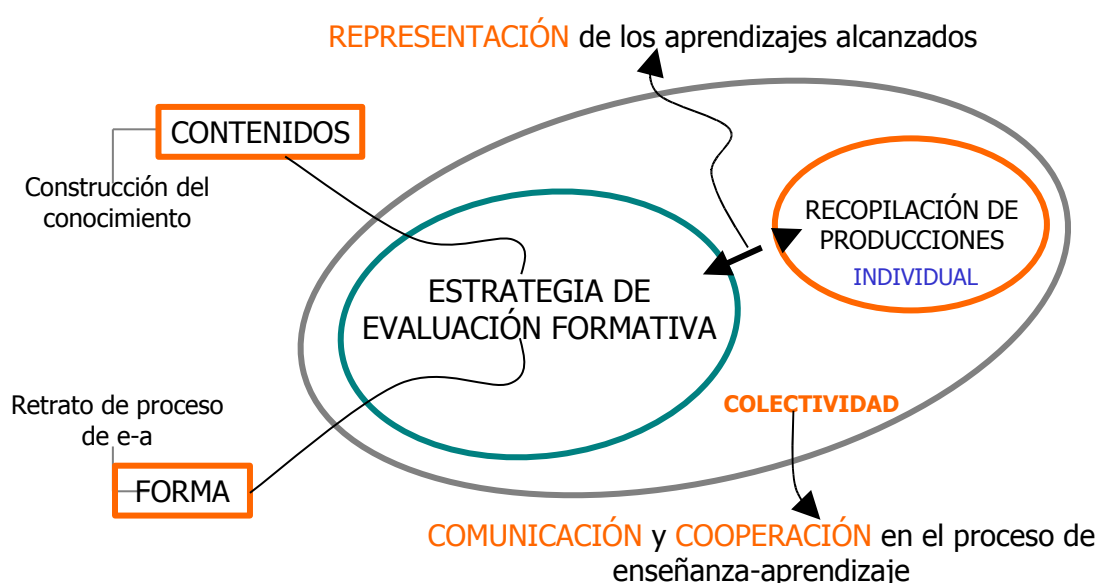 REPRESENTACIÓN de los aprendizajes alcanzados
CONTENIDOS
Construcción del
conocimiento
RECOPILACIÓN DE
PRODUCCIONES
INDIVIDUAL
ESTRATEGIA DE
EVALUACIÓN FORMATIVA
COLECTIVIDAD
Retrato de proceso
de e-a
FORMA
COMUNICACIÓN y COOPERACIÓN en el proceso de
enseñanza-aprendizaje